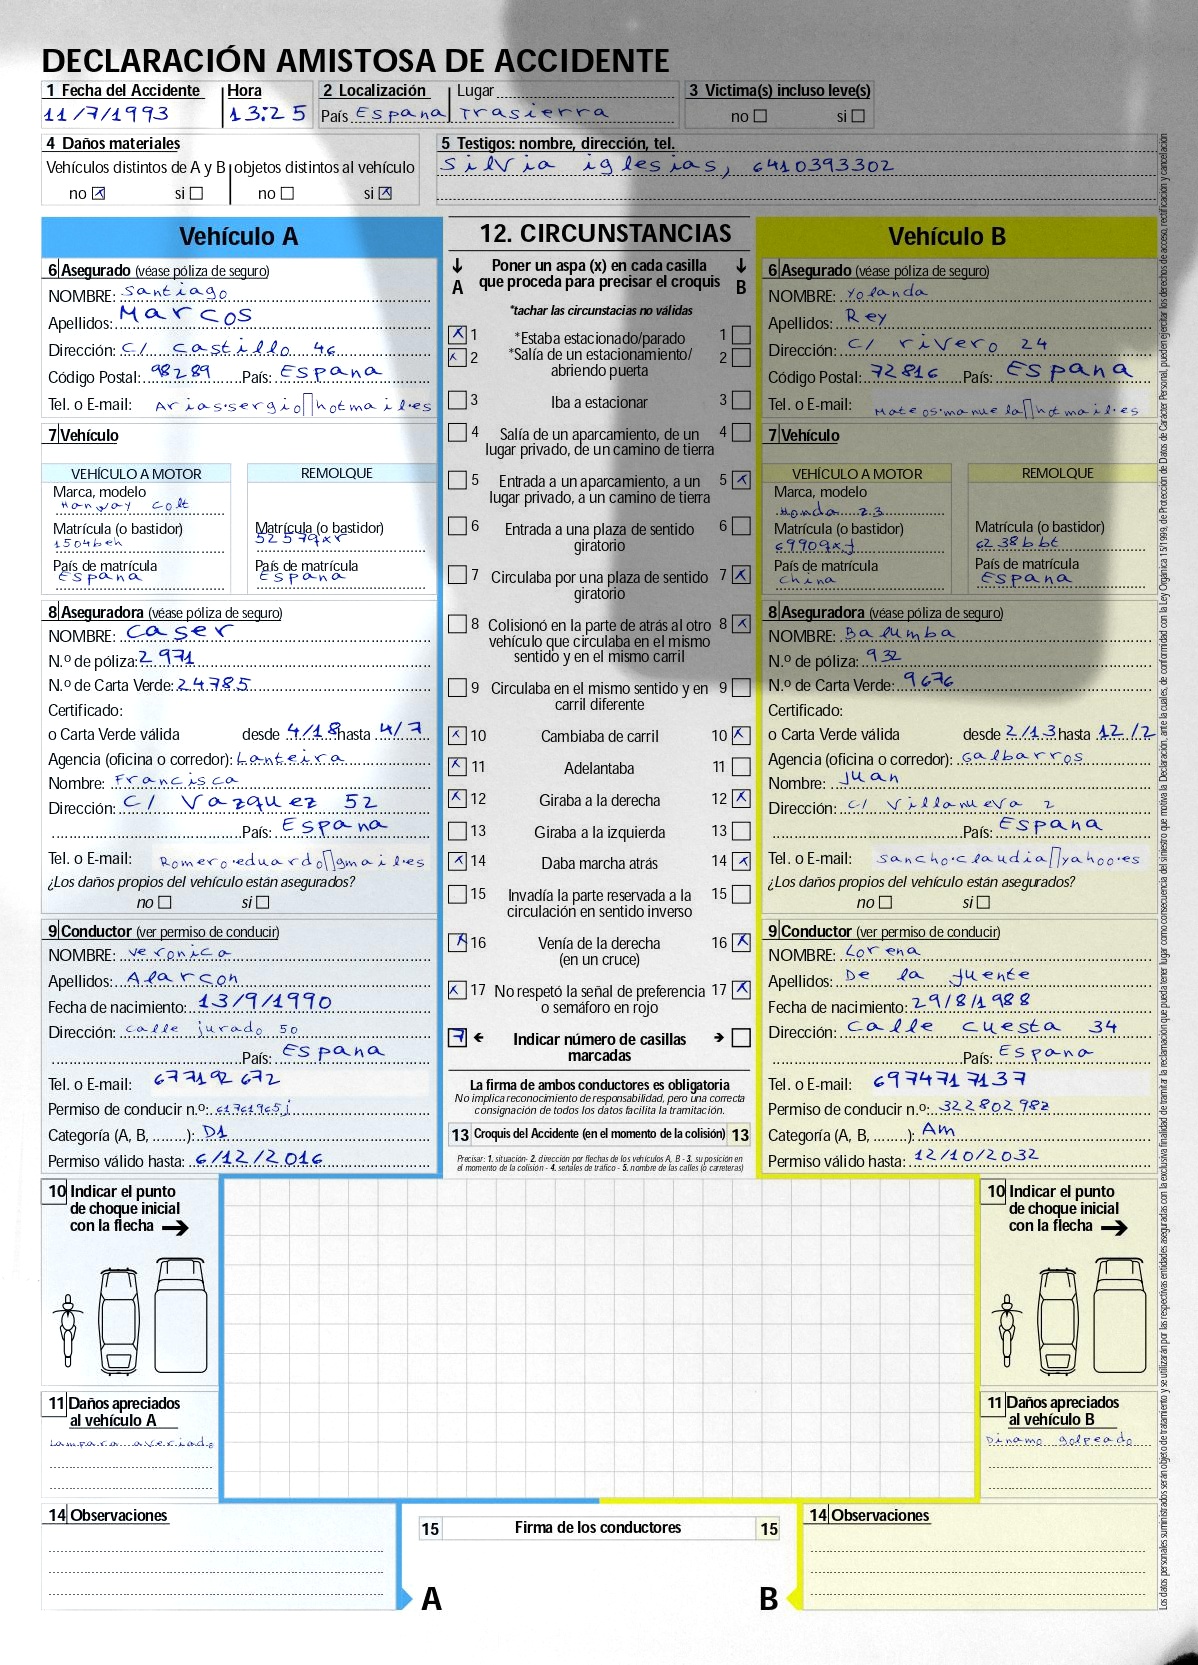 DECLARACIÓN AMISTOSA DE ACCIDENTE
1 Fecha del Accidente Hora 2 Localización Lugar 3 Victima(s) incluso leve(s)
11/7/1993 13:25 País Espana Trasierra no si
4 Daños materiales 5 Testigos: nombre, dirección, tel.
Vehículos distintos de A y B objetos distintos al vehículo Silvia iglesias, 6410393302
no x si no si x
Vehículo A
6 Asegurado (véase póliza de seguro)
NOMBRE: Santiago
Apellidos: Marcos
Dirección: C/ castillo 46
Código Postal: 98289 País: Espana
Tel. o E-mail: Arias.sergio▯hotmail.es
7 Vehículo
VEHÍCULO A MOTOR REMOLQUE
Marca, modelo
Hanway colt
Matrícula (o bastidor) Matrícula (o bastidor)
1504beh 5257qxr
País de matrícula País de matrícula
Espana Espana
8 Aseguradora (véase póliza de seguro)
NOMBRE: Caser
N.º de póliza: 2971
N.º de Carta Verde: 24785
Certificado:
o Carta Verde válida desde 4/18 hasta 4/7
Agencia (oficina o corredor): Lanteira
Nombre: Francisca
Dirección: C/ Vazquez 52
País: Espana
Tel. o E-mail: Romero.eduardo▯gmail.es
¿Los daños propios del vehículo están asegurados?
no si
9 Conductor (ver permiso de conducir)
NOMBRE: veronica
Apellidos: Alarcon
Fecha de nacimiento: 13/9/1990
Dirección: calle jurado 50
País: Espana
Tel. o E-mail: 677192672
Permiso de conducir n.º: 61761965j
Categoría (A, B, ........): D1
Permiso válido hasta: 6/12/2016
12. CIRCUNSTANCIAS
A Poner un aspa (x) en cada casilla que proceda para precisar el croquis B
*tachar las circunstacias no válidas
x 1 *Estaba estacionado/parado 1
x 2 *Salía de un estacionamiento/ abriendo puerta 2
3 Iba a estacionar 3
4 Salía de un aparcamiento, de un lugar privado, de un camino de tierra 4
5 Entrada a un aparcamiento, a un lugar privado, a un camino de tierra 5 x
6 Entrada a una plaza de sentido giratorio 6
7 Circulaba por una plaza de sentido giratorio 7 x
8 Colisionó en la parte de atrás al otro vehículo que circulaba en el mismo sentido y en el mismo carril 8 x
9 Circulaba en el mismo sentido y en carril diferente 9
x 10 Cambiaba de carril 10 x
x 11 Adelantaba 11
x 12 Giraba a la derecha 12 x
13 Giraba a la izquierda 13
x 14 Daba marcha atrás 14 x
15 Invadía la parte reservada a la circulación en sentido inverso 15
x 16 Venía de la derecha (en un cruce) 16 x
x 17 No respetó la señal de preferencia o semáforo en rojo 17 x
7 ← Indicar número de casillas marcadas →
La firma de ambos conductores es obligatoria
No implica reconocimiento de responsabilidad, pero una correcta
consignación de todos los datos facilita la tramitación.
13 Croquis del Accidente (en el momento de la colisión) 13
Precisar: 1. situación- 2. dirección por flechas de los vehículos A, B - 3. su posición en
el momento de la colisión - 4. señales de tráfico - 5. nombre de las calles (o carreteras)
Vehículo B
6 Asegurado (véase póliza de seguro)
NOMBRE: Yolanda
Apellidos: Rey
Dirección: C/ rivero 24
Código Postal: 72816 País: Espana
Tel. o E-mail: Mateos.manuela▯hotmail.es
7 Vehículo
VEHÍCULO A MOTOR REMOLQUE
Marca, modelo
Honda z3
Matrícula (o bastidor) Matrícula (o bastidor)
6990qxf 6238bbt
País de matrícula País de matrícula
China Espana
8 Aseguradora (véase póliza de seguro)
NOMBRE: Balumba
N.º de póliza: 932
N.º de Carta Verde: 9676
Certificado:
o Carta Verde válida desde 2/13 hasta 12/2
Agencia (oficina o corredor): Galbarros
Nombre: Juan
Dirección: C/ Villanueva 2
País: Espana
Tel. o E-mail: Sancho.claudia▯yahoo.es
¿Los daños propios del vehículo están asegurados?
no si
9 Conductor (ver permiso de conducir)
NOMBRE: Lorena
Apellidos: De la fuente
Fecha de nacimiento: 29/8/1988
Dirección: Calle cuesta 34
País: Espana
Tel. o E-mail: 6974717137
Permiso de conducir n.º: 32280298z
Categoría (A, B, ........): Am
Permiso válido hasta: 12/10/2032
10 Indicar el punto de choque inicial con la flecha →
11 Daños apreciados al vehículo A
Lampara averiado
10 Indicar el punto de choque inicial con la flecha →
11 Daños apreciados al vehículo B
Dinamo golpeado
14 Observaciones
15 Firma de los conductores 15
A B
14 Observaciones
Los datos personales suministrados serán objeto de tratamiento y se utilizarán por las respectivas entidades aseguradas con la exclusiva finalidad de tramitar la reclamación que pueda tener lugar como consecuencia del siniestro que motiva la Declaración, ante la cuales, de conformidad con la Ley Orgánica 15/1999, de Protección de Datos de Carácter Personal, pueden ejercitar los derechos de acceso, rectificación y cancelación